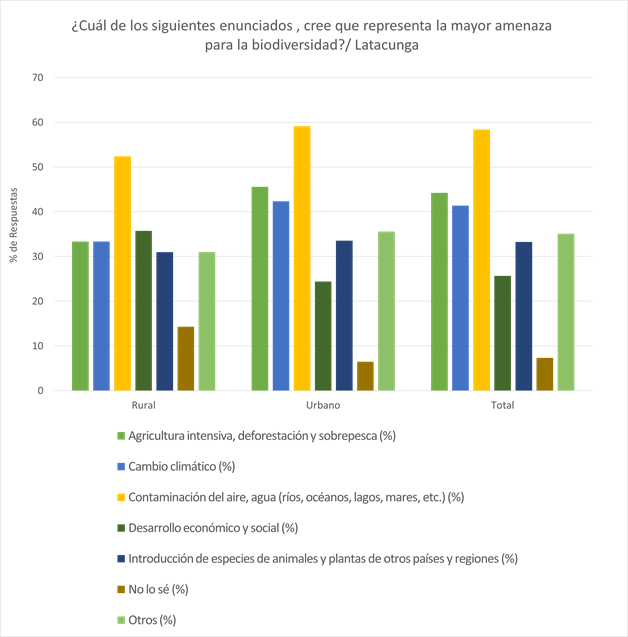 ¿Cuál de los siguientes enunciados , cree que representa la mayor amenaza
para la biodiversidad?/ Latacunga
% de Respuestas
70
60
50
40
30
20
10
0
Rural
Urbano
Total
Agricultura intensiva, deforestación y sobrepesca (%)
Cambio climático (%)
Contaminación del aire, agua (ríos, océanos, lagos, mares, etc.) (%)
Desarrollo económico y social (%)
Introducción de especies de animales y plantas de otros países y regiones (%)
No lo sé (%)
Otros (%)